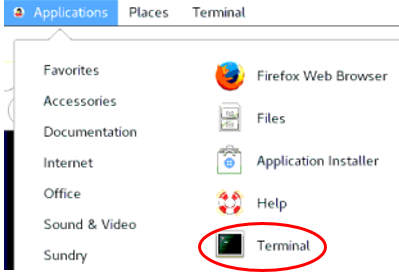 Applications Places Terminal
Favorites
Accessories
Documentation
Internet
Office
Sound & Video
Sundry
Firefox Web Browser
Files
Application Installer
Help
Terminal